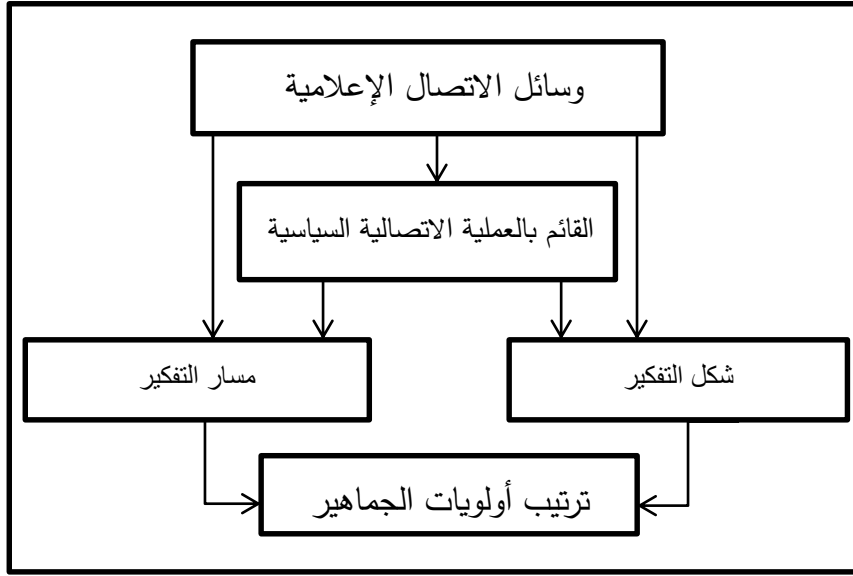 وسائل الاتصال الإعلامية
القائم بالعملية الاتصالية السياسية
شكل التفكير
مسار التفكير
ترتيب أولويات الجماهير